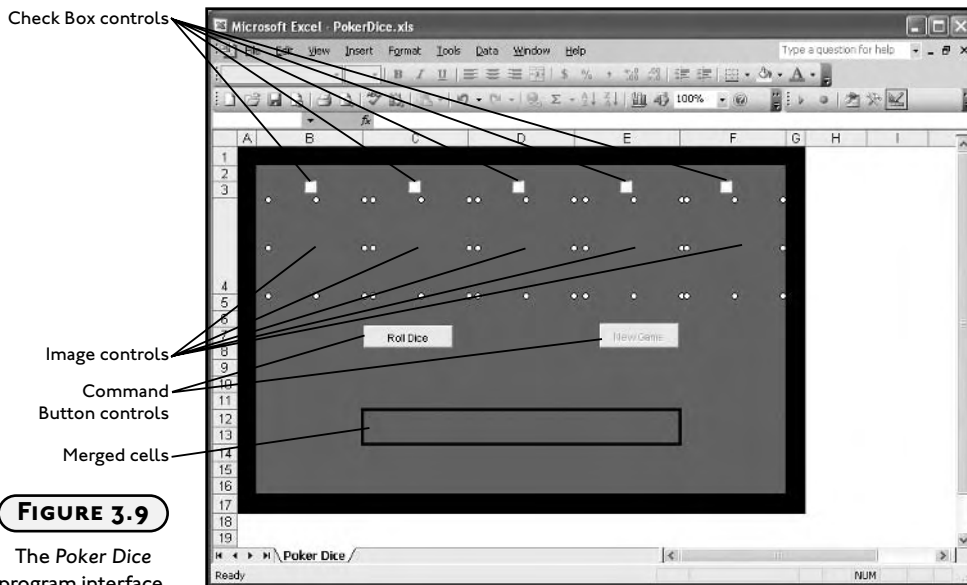 Check Box controls
Microsoft Excel - PokerDice.xls
File Edit View Insert Format Tools Data Window Help
Type a question for help
B I U $ % ,
Σ 100%
fx
A B C D E F G H I
1
2
3
4
5
6
7
8
9
10
11
12
13
14
15
16
17
18
19
Roll Dice
New Game
Image controls
Command
Button controls
Merged cells
FIGURE 3.9
The Poker Dice
program interface
Poker Dice
Ready
NUM